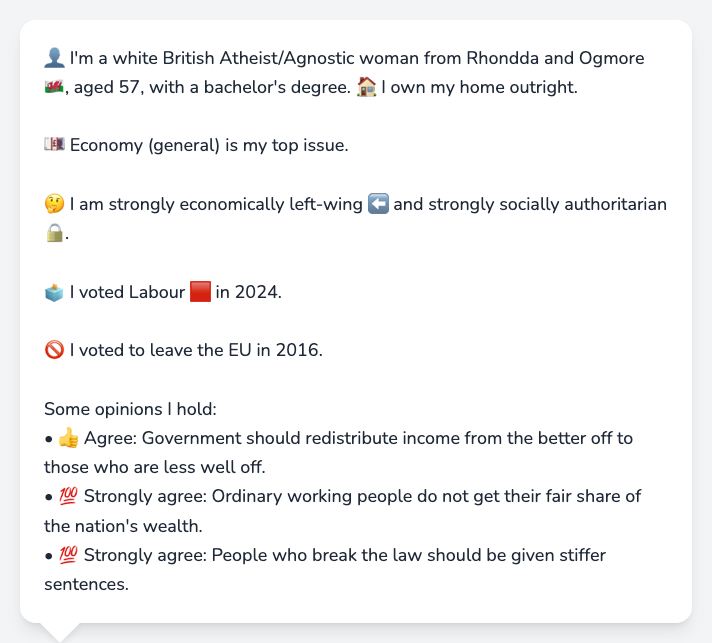 👤 I'm a white British Atheist/Agnostic woman from Rhondda and Ogmore
🏴󠁧󠁢󠁷󠁬󠁳󠁿, aged 57, with a bachelor's degree. 🏠 I own my home outright.
💷 Economy (general) is my top issue.
🤔 I am strongly economically left-wing ⬅️ and strongly socially authoritarian
🔒.
🗳️ I voted Labour 🟥 in 2024.
🚫 I voted to leave the EU in 2016.
Some opinions I hold:
• 👍 Agree: Government should redistribute income from the better off to
those who are less well off.
• 💯 Strongly agree: Ordinary working people do not get their fair share of
the nation's wealth.
• 💯 Strongly agree: People who break the law should be given stiffer
sentences.